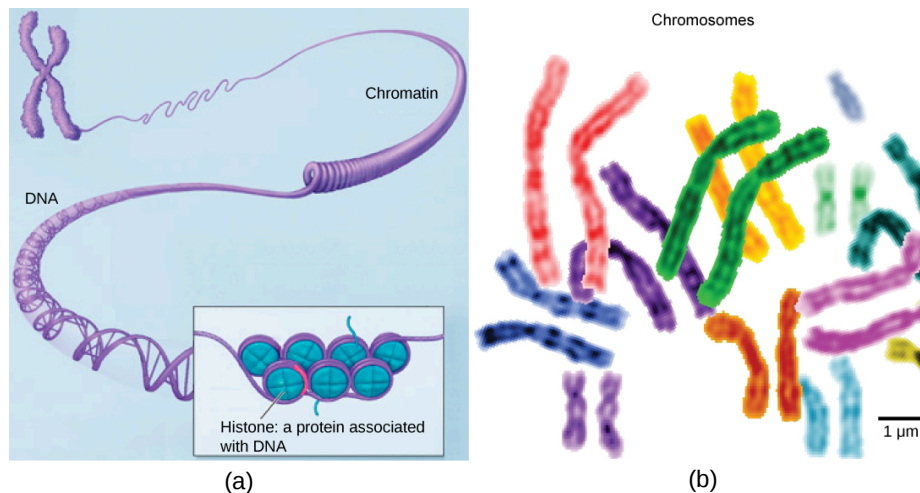 Chromosomes
Chromatin
DNA
Histone: a protein associated
with DNA
1 µm
(a)
(b)